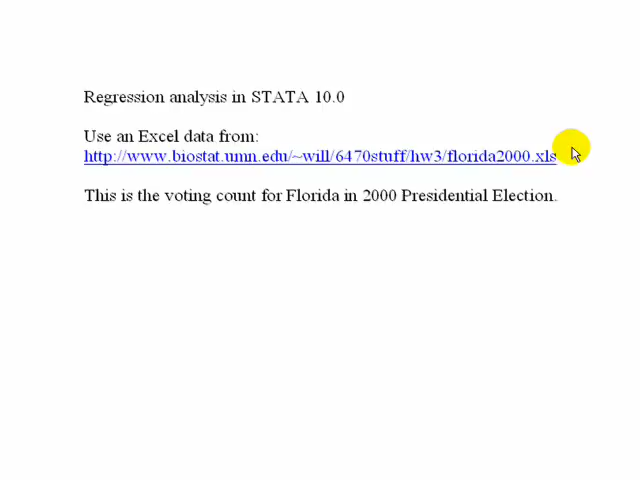 Regression analysis in STATA 10.0
Use an Excel data from:
http://www.biostat.umn.edu/~will/6470stuff/hw3/florida2000.xls
This is the voting count for Florida in 2000 Presidential Election.